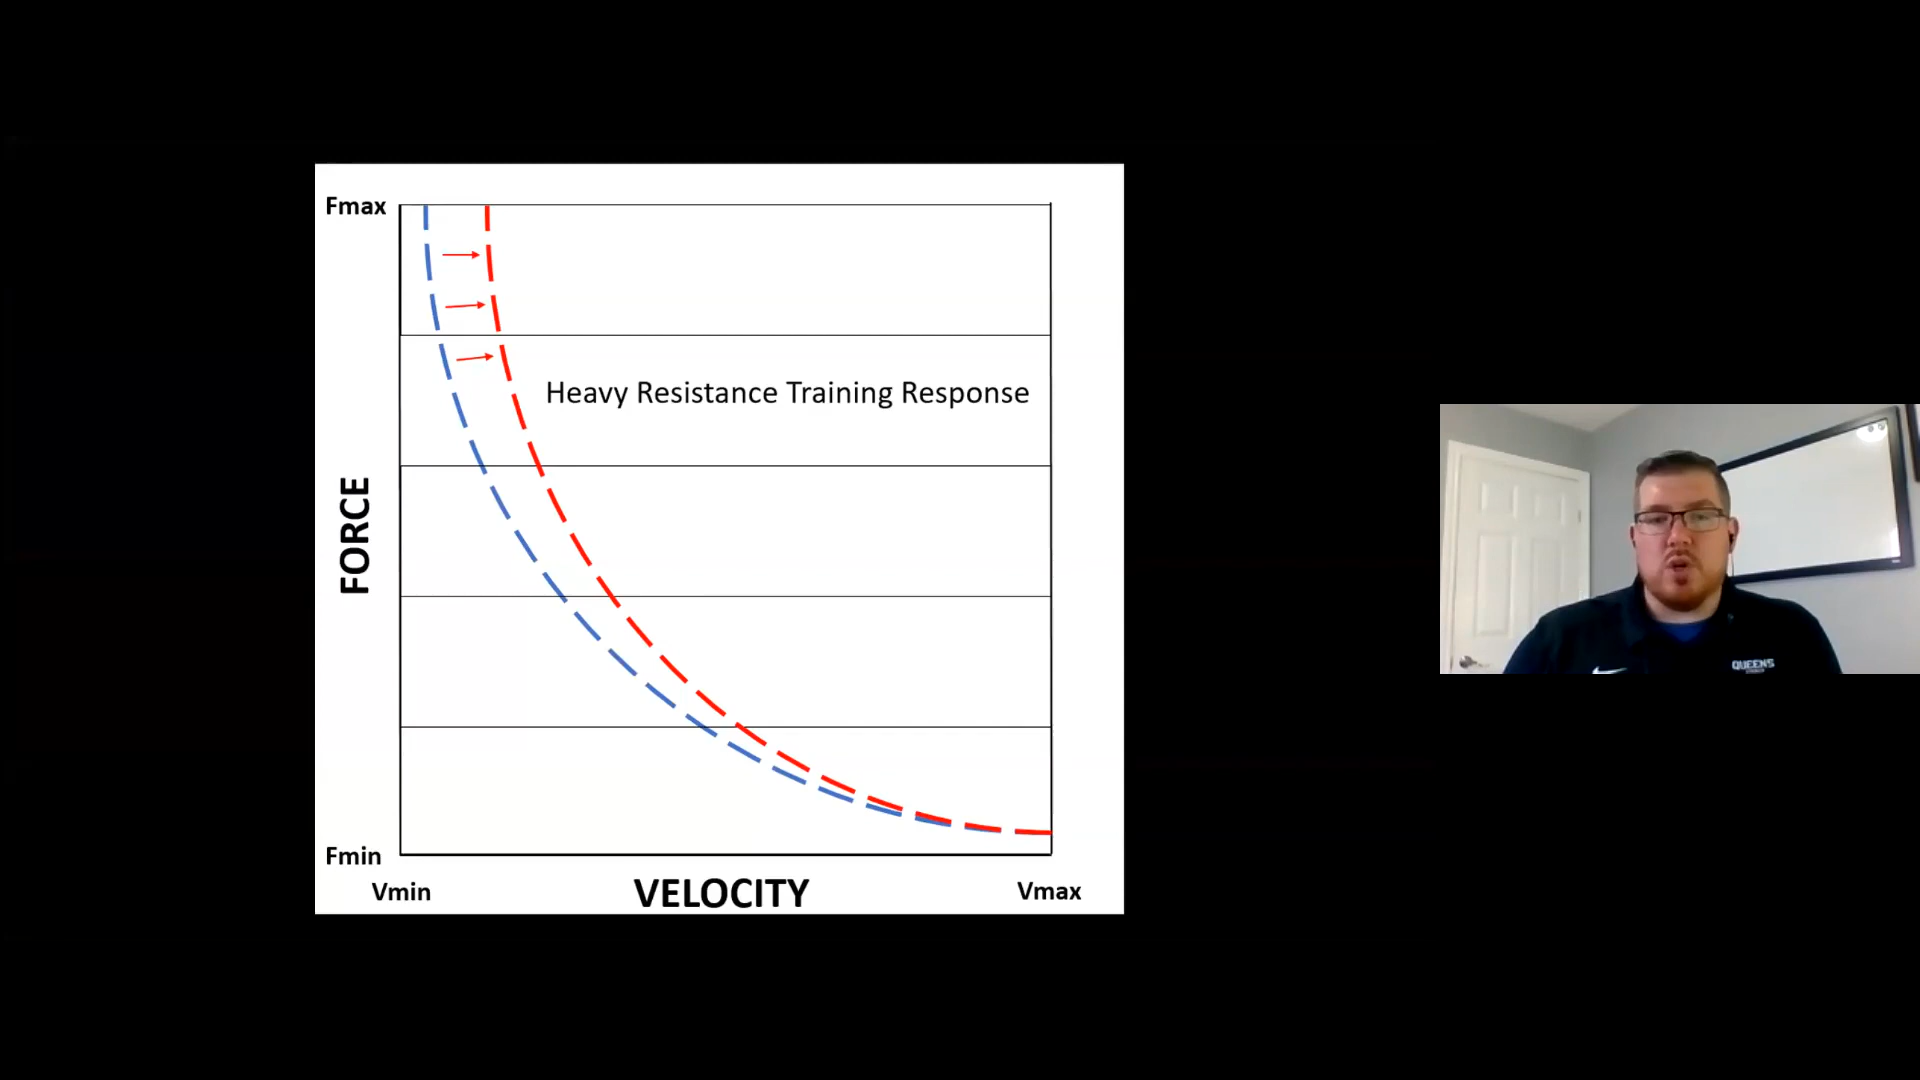 Fmax
Heavy Resistance Training Response
FORCE
Fmin
Vmin
VELOCITY
Vmax
QUEENS